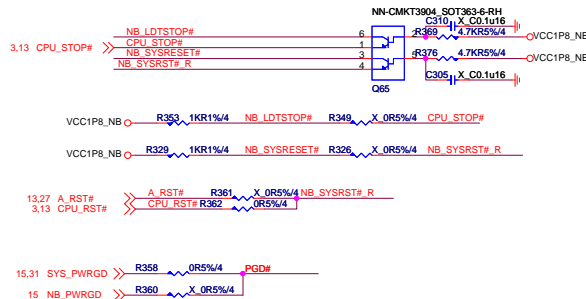 NN-CMKT3904_SOT363-6-RH
C310 X_C0.1u16
NB_LDTSTOP# 6 2 R369 4.7KR5%/4 VCC1P8_NB
3,13 CPU_STOP# CPU_STOP# 1
NB_SYSRESET# 3 5 R376 4.7KR5%/4 VCC1P8_NB
NB_SYSRST#_R 4
C305 X_C0.1u16
Q65
VCC1P8_NB R353 1KR1%/4 NB_LDTSTOP# R349 X_0R5%/4 CPU_STOP#
VCC1P8_NB R329 1KR1%/4 NB_SYSRESET# R326 X_0R5%/4 NB_SYSRST#_R
13,27 A_RST# A_RST# R361 X_0R5%/4 NB_SYSRST#_R
3,13 CPU_RST# CPU_RST# R362 0R5%/4
15,31 SYS_PWRGD R358 0R5%/4 PGD#
15 NB_PWRGD R360 X_0R5%/4